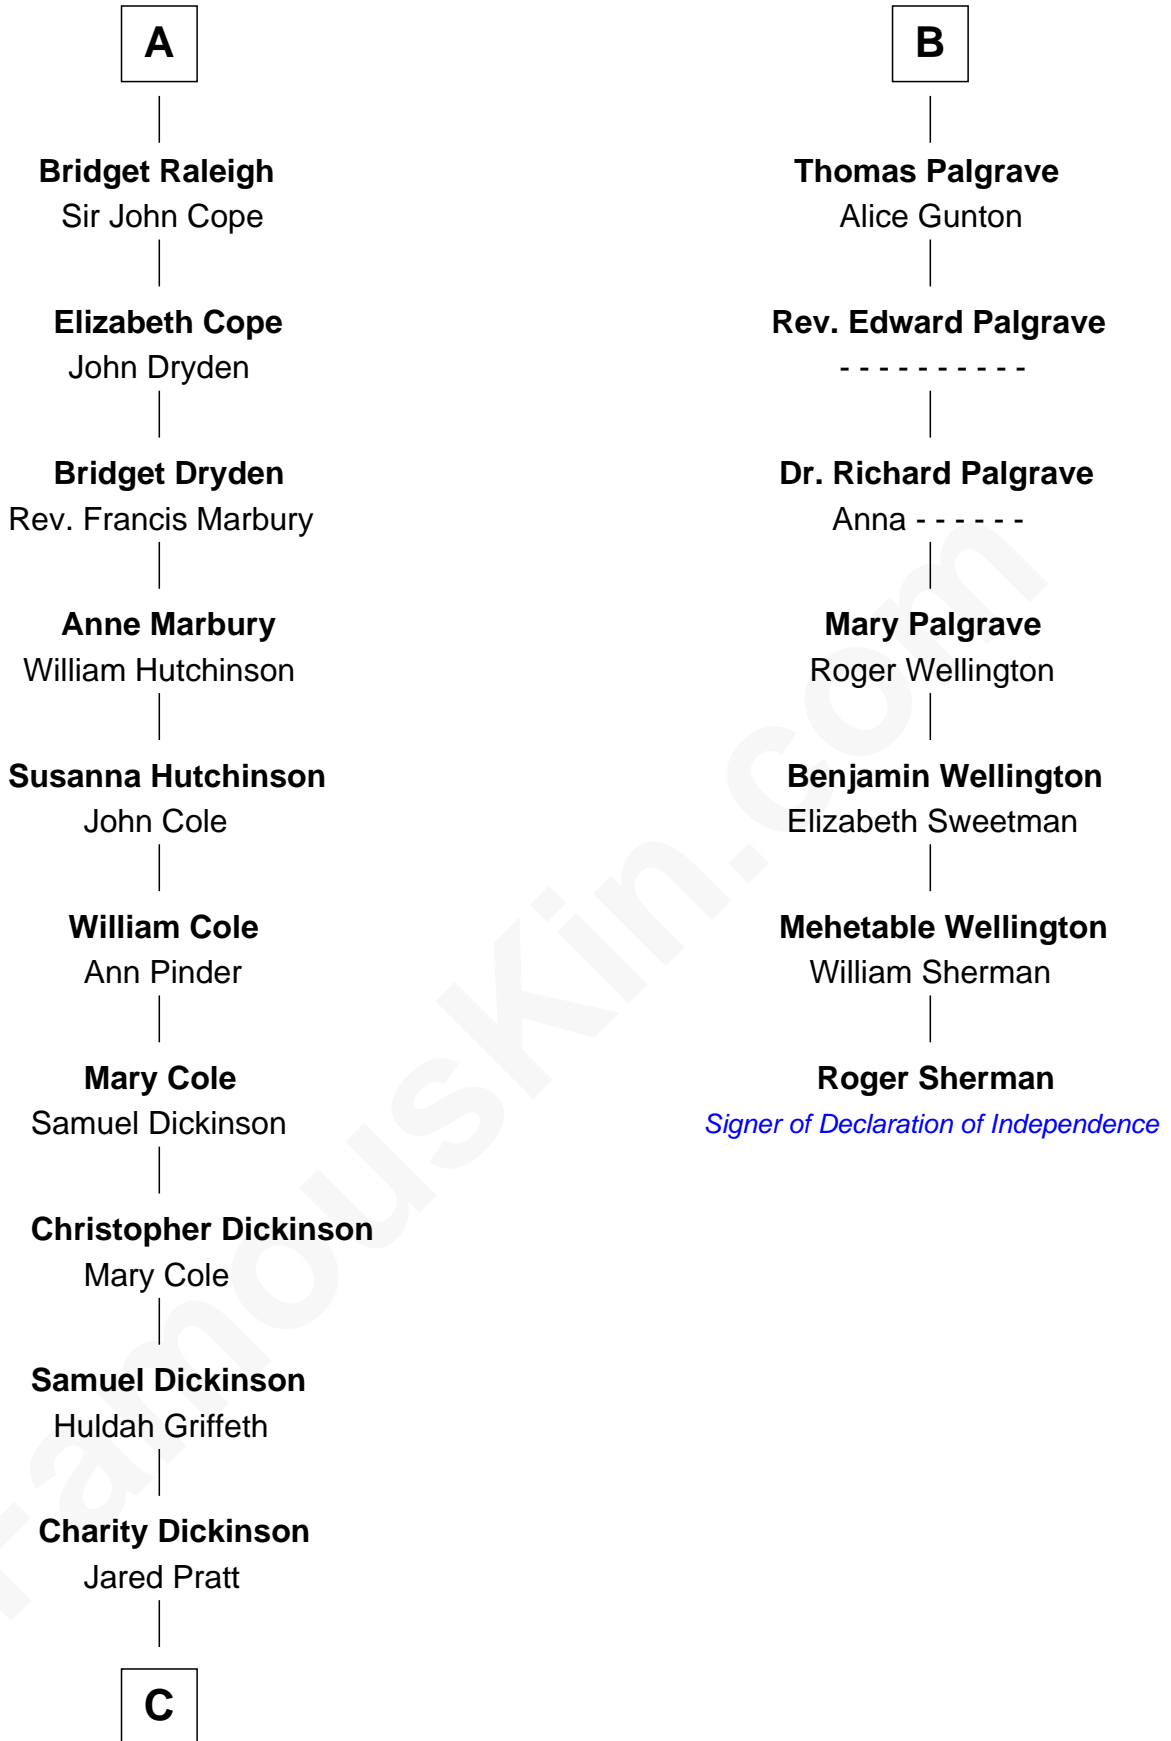 A
Bridget Raleigh
Sir John Cope
Elizabeth Cope
John Dryden
Bridget Dryden
Rev. Francis Marbury
Anne Marbury
William Hutchinson
Susanna Hutchinson
John Cole
William Cole
Ann Pinder
Mary Cole
Samuel Dickinson
Christopher Dickinson
Mary Cole
Samuel Dickinson
Huldah Griffeth
Charity Dickinson
Jared Pratt
C
B
Thomas Palgrave
Alice Gunton
Rev. Edward Palgrave
- - - - - - - - - -
Dr. Richard Palgrave
Anna - - - - - -
Mary Palgrave
Roger Wellington
Benjamin Wellington
Elizabeth Sweetman
Mehetable Wellington
William Sherman
Roger Sherman
Signer of Declaration of Independence
FamousKin.com